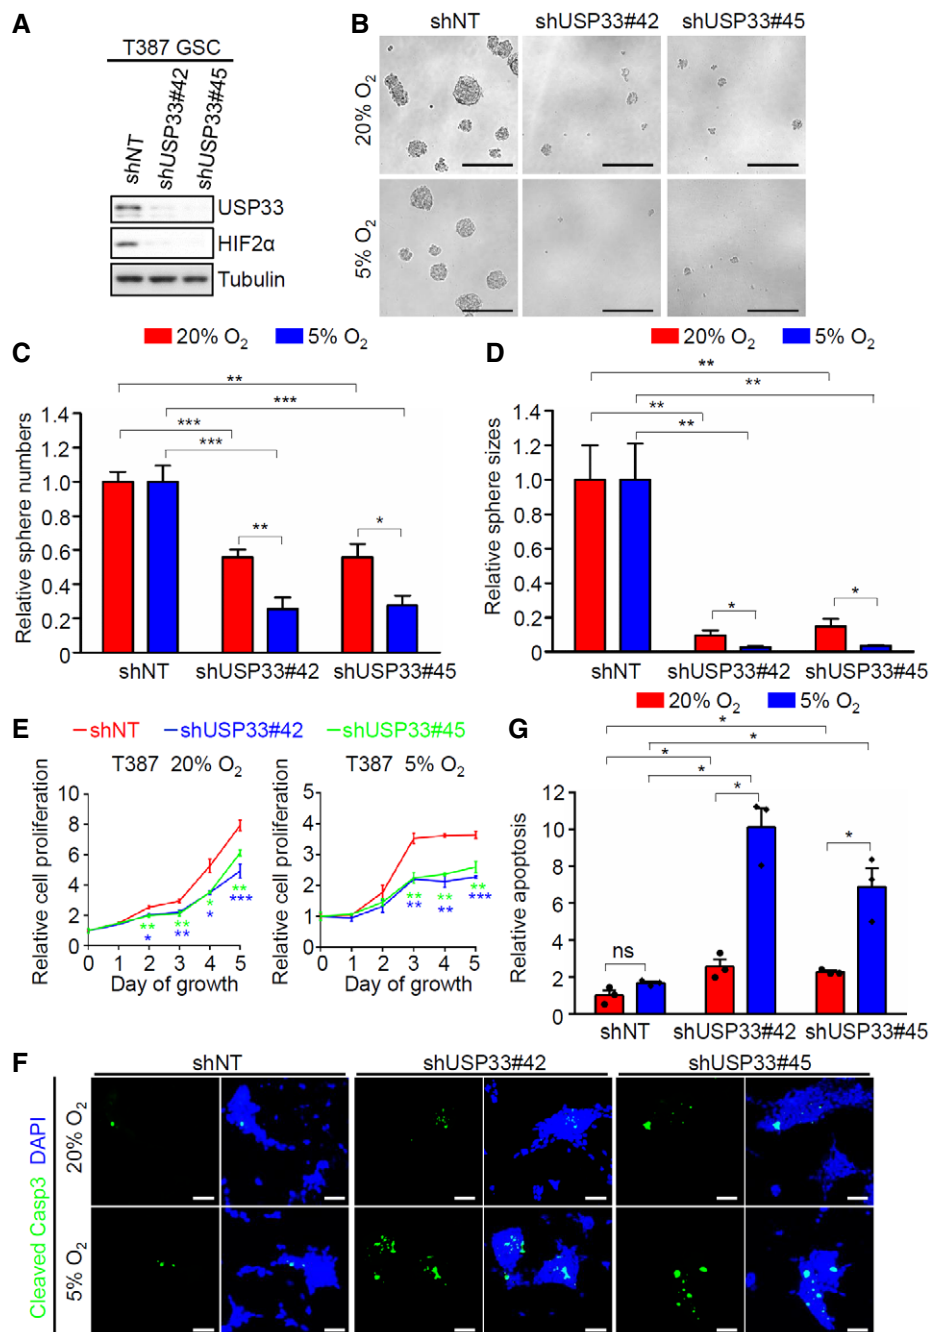 A
T387 GSC
shNT
shUSP33#42
shUSP33#45
USP33
HIF2α
Tubulin
B
shNT shUSP33#42 shUSP33#45
20% O₂
5% O₂
C
20% O₂ 5% O₂
Relative sphere numbers
1.4
1.2
1.0
0.8
0.6
0.4
0.2
0
**
***
***
***
**
*
shNT shUSP33#42 shUSP33#45
D
20% O₂ 5% O₂
Relative sphere sizes
1.4
1.2
1.0
0.8
0.6
0.4
0.2
0
**
**
**
**
*
*
shNT shUSP33#42 shUSP33#45
E
shNT shUSP33#42 shUSP33#45
T387 20% O₂
Relative cell proliferation
10
8
6
4
2
0
** ** * **
* ** * ***
0 1 2 3 4 5
Day of growth
T387 5% O₂
Relative cell proliferation
5
4
3
2
1
0
** ** **
** ** ***
0 1 2 3 4 5
Day of growth
G
20% O₂ 5% O₂
Relative apoptosis
12
10
8
6
4
2
0
*
*
*
*
*
*
ns
shNT shUSP33#42 shUSP33#45
F
shNT shUSP33#42 shUSP33#45
Cleaved Casp3 DAPI
20% O₂
5% O₂